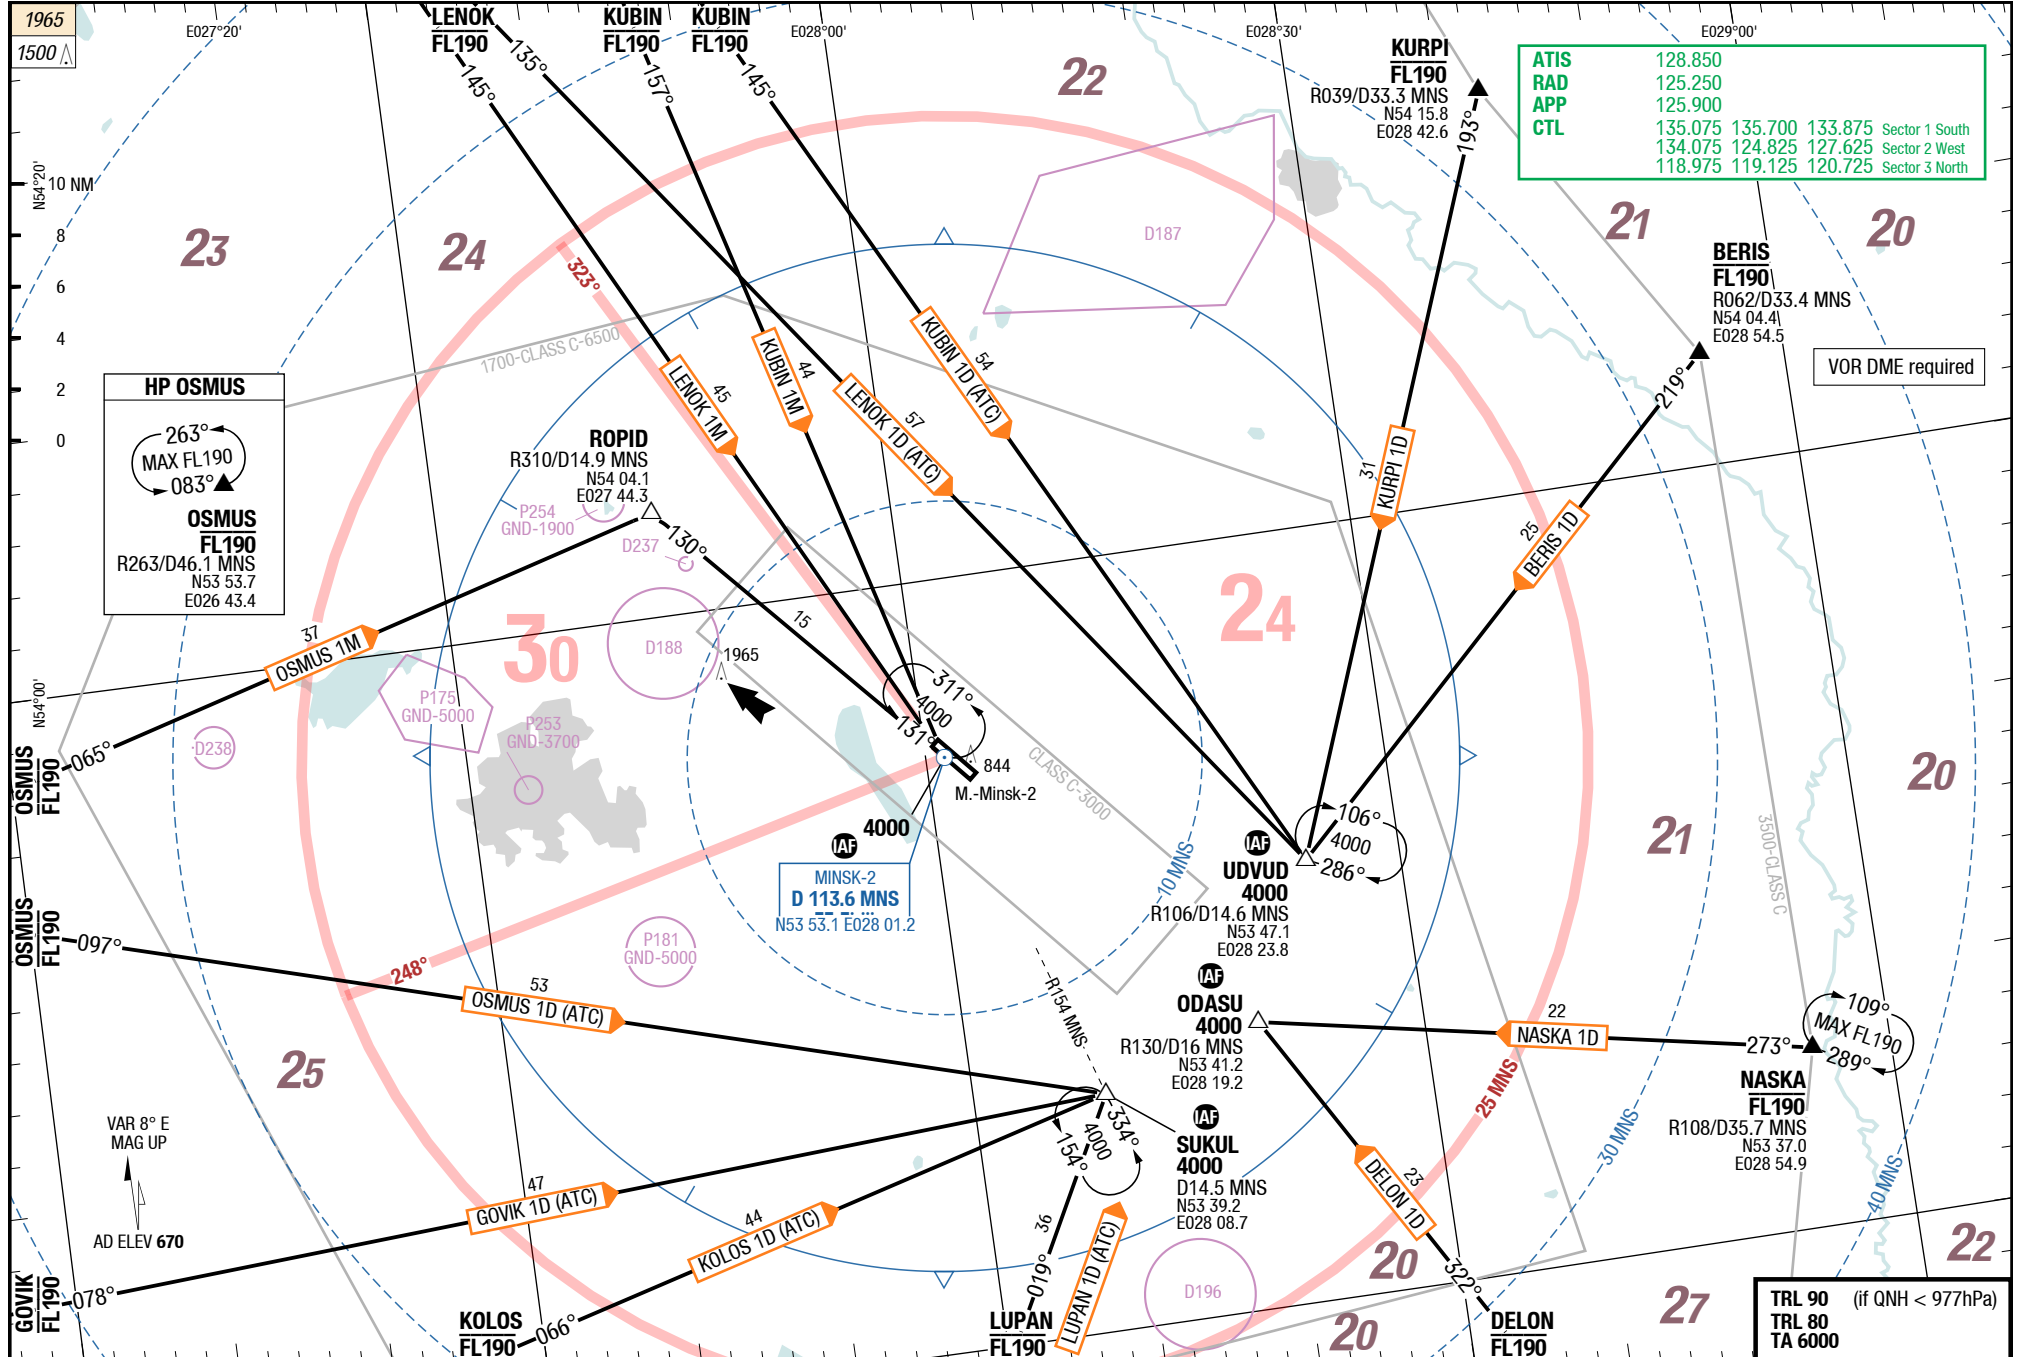 1965
1500
E027°20'
LENOK
FL190
KUBIN
FL190
KUBIN
FL190
E028°00'
E028°30'
E029°00'
145°
135°
157°
145°
22
KURPI
FL190
R039/D33.3 MNS
N54 15.8
E028 42.6
193°
ATIS 128.850
RAD 125.250
APP 125.900
CTL 135.075 135.700 133.875 Sector 1 South
134.075 124.825 127.625 Sector 2 West
118.975 119.125 120.725 Sector 3 North
N54°20'
10 NM
8
6
4
2
0
23
24
323°
D187
21
20
BERIS
FL190
R062/D33.4 MNS
N54 04.4
E028 54.5
219°
VOR DME required
1700-CLASS C-6500
HP OSMUS
263°
MAX FL190
083°
OSMUS
FL190
R263/D46.1 MNS
N53 53.7
E026 43.4
LENOK 1M
45
KUBIN 1M
44
LENOK 1D (ATC)
57
KUBIN 1D (ATC)
54
KURPI 1D
31
BERIS 1D
25
ROPID
R310/D14.9 MNS
N54 04.1
E027 44.3
P254
GND-1900
D237
130°
15
OSMUS 1M
37
30
24
D188
1965
P175
GND-5000
P253
GND-3700
D238
N54°00'
OSMUS
FL190
065°
311°
4000
131°
844
M.-Minsk-2
CLASS C-3000
4000
IAF
MINSK-2
D 113.6 MNS
N53 53.1 E028 01.2
10 MNS
IAF
UDVUD
4000
R106/D14.6 MNS
N53 47.1
E028 23.8
106°
4000
286°
21
20
3500-CLASS C
OSMUS
FL190
097°
248°
P181
GND-5000
53
OSMUS 1D (ATC)
R154 MNS
IAF
ODASU
4000
R130/D16 MNS
N53 41.2
E028 19.2
22
NASKA 1D
273°
109°
MAX FL190
289°
NASKA
FL190
R108/D35.7 MNS
N53 37.0
E028 54.9
25
25 MNS
30 MNS
40 MNS
VAR 8° E
MAG UP
AD ELEV 670
334°
4000
154°
IAF
SUKUL
4000
D14.5 MNS
N53 39.2
E028 08.7
DELON 1D
23
47
GOVIK 1D (ATC)
44
KOLOS 1D (ATC)
36
LUPAN 1D (ATC)
019°
D196
20
20
27
22
322°
GOVIK
FL190
078°
KOLOS
FL190
066°
LUPAN
FL190
DELON
FL190
TRL 90 (if QNH < 977hPa)
TRL 80
TA 6000